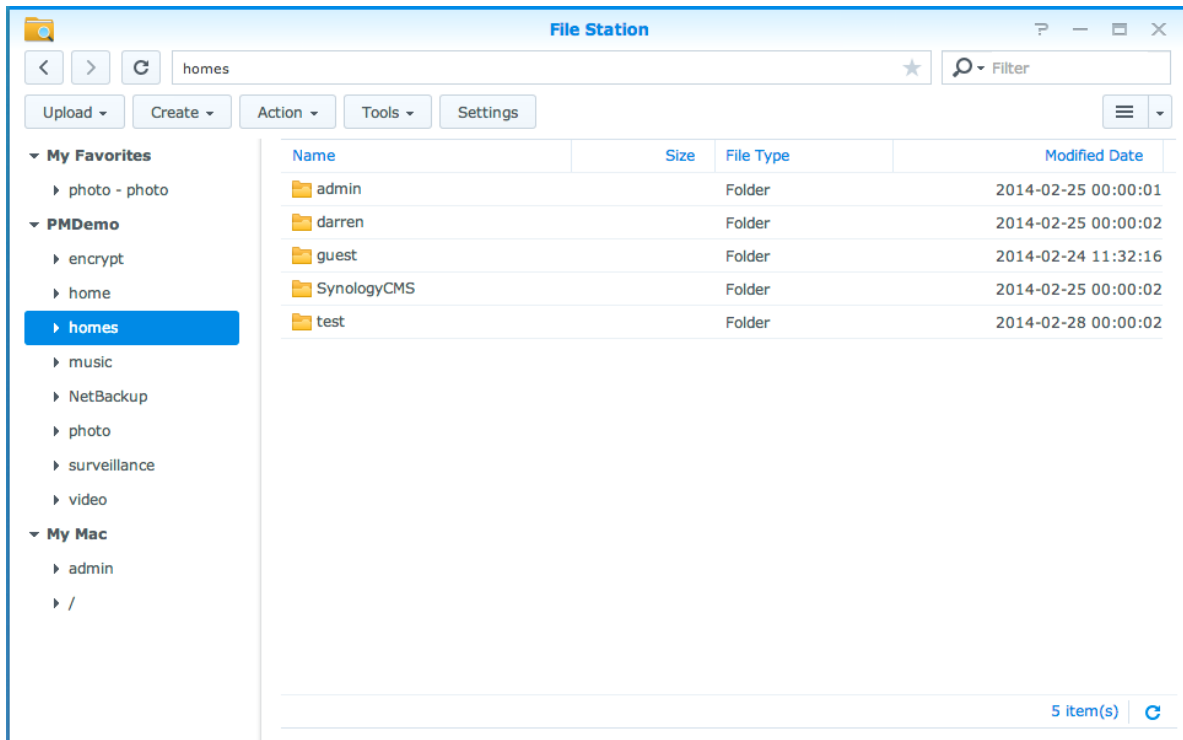 File Station
homes
Filter
Upload Create Action Tools Settings
My Favorites
photo - photo
PMDemo
encrypt
home
homes
music
NetBackup
photo
surveillance
video
My Mac
admin
/
Name Size File Type Modified Date
admin Folder 2014-02-25 00:00:01
darren Folder 2014-02-25 00:00:02
guest Folder 2014-02-24 11:32:16
SynologyCMS Folder 2014-02-25 00:00:02
test Folder 2014-02-28 00:00:02
5 item(s)